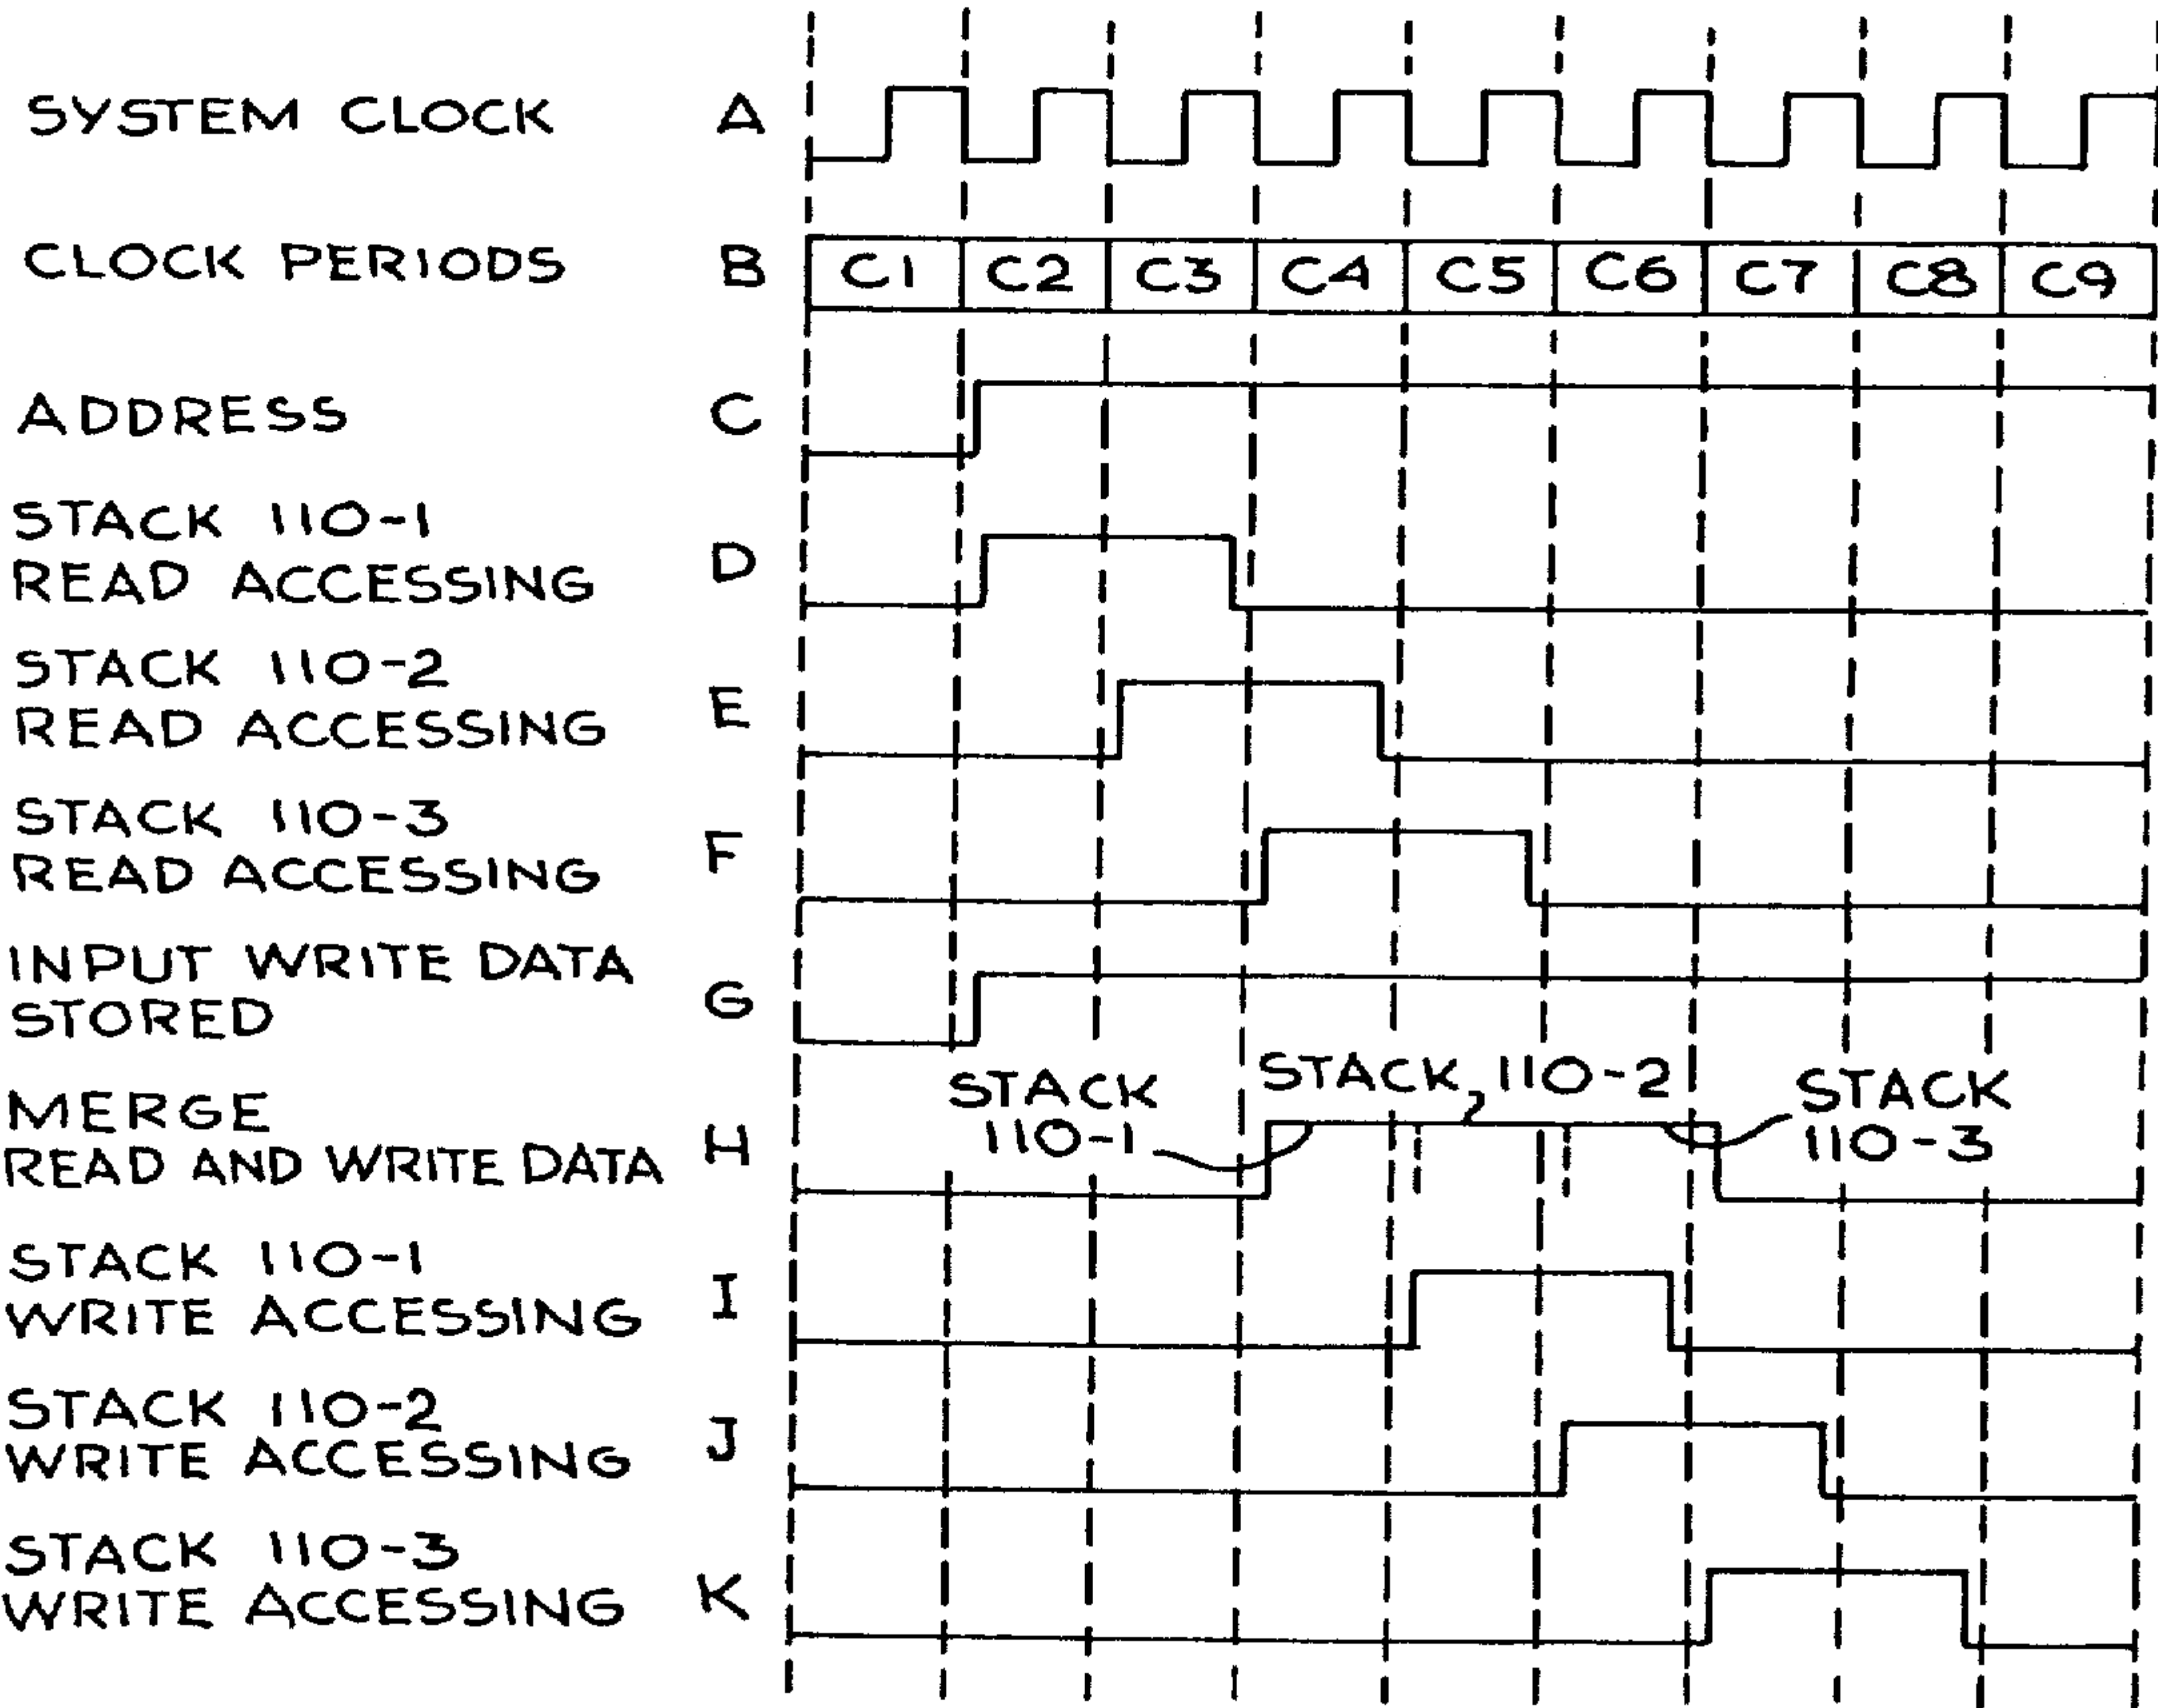 SYSTEM CLOCK A
CLOCK PERIODS B C1 C2 C3 C4 C5 C6 C7 C8 C9
ADDRESS C
STACK 110-1
READ ACCESSING D
STACK 110-2
READ ACCESSING E
STACK 110-3
READ ACCESSING F
INPUT WRITE DATA
STORED G
MERGE
READ AND WRITE DATA H
STACK
110-1
STACK 110-2
STACK
110-3
STACK 110-1
WRITE ACCESSING I
STACK 110-2
WRITE ACCESSING J
STACK 110-3
WRITE ACCESSING K